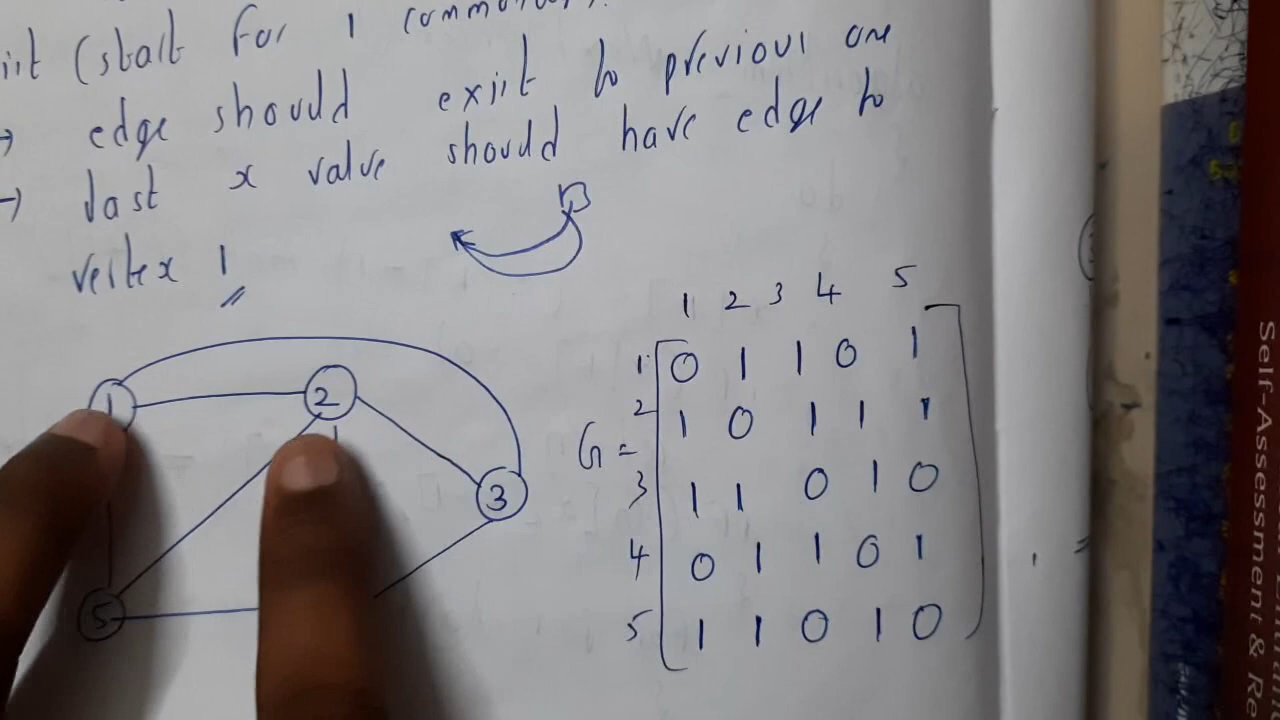 (start for 1
→ edge should exist to previous one
→ last x value should have edge to
vertex 1
1 2 3 4 5
1 0 1 1 0 1
2 1 0 1 1 1
G =
3 1 1 0 1 0
4 0 1 1 0 1
5 1 1 0 1 0
1
2
3
5
Self-Assessment & Re